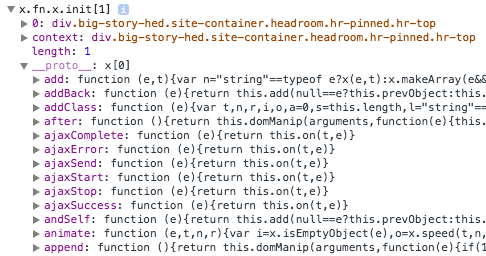 ▼ x.fn.x.init[1] i
▶ 0: div.big-story-hed.site-container.headroom.hr-pinned.hr-top
▶ context: div.big-story-hed.site-container.headroom.hr-pinned.hr-top
length: 1
▼ __proto__: x[0]
▶ add: function (e,t){var n="string"==typeof e?x(e,t):x.makeArray(e&&
▶ addBack: function (e){return this.add(null==e?this.prevObject:this.
▶ addClass: function (e){var t,n,r,i,o,a=0,s=this.length,l="string"==
▶ after: function (){return this.domManip(arguments,function(e){this.
▶ ajaxComplete: function (e){return this.on(t,e)}
▶ ajaxError: function (e){return this.on(t,e)}
▶ ajaxSend: function (e){return this.on(t,e)}
▶ ajaxStart: function (e){return this.on(t,e)}
▶ ajaxStop: function (e){return this.on(t,e)}
▶ ajaxSuccess: function (e){return this.on(t,e)}
▶ andSelf: function (e){return this.add(null==e?this.prevObject:this.
▶ animate: function (e,t,n,r){var i=x.isEmptyObject(e),o=x.speed(t,n,
▶ append: function (){return this.domManip(arguments,function(e){if(1